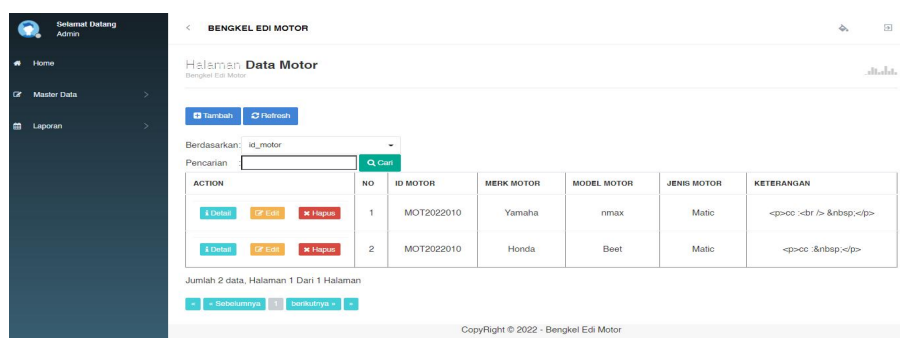 Selamat Datang
Admin
Home
Master Data
Laporan
BENGKEL EDI MOTOR
Halaman Data Motor
Bengkel Edi Motor
Tambah Refresh
Berdasarkan: id_motor
Pencarian : Cari
ACTION NO ID MOTOR MERK MOTOR MODEL MOTOR JENIS MOTOR KETERANGAN
Detail Edit Hapus 1 MOT2022010 Yamaha nmax Matic <p>cc :<br /> &nbsp;</p>
Detail Edit Hapus 2 MOT2022010 Honda Beet Matic <p>cc :&nbsp;</p>
Jumlah 2 data, Halaman 1 Dari 1 Halaman
« « Sebelumnya 1 berikutnya » »
CopyRight © 2022 - Bengkel Edi Motor